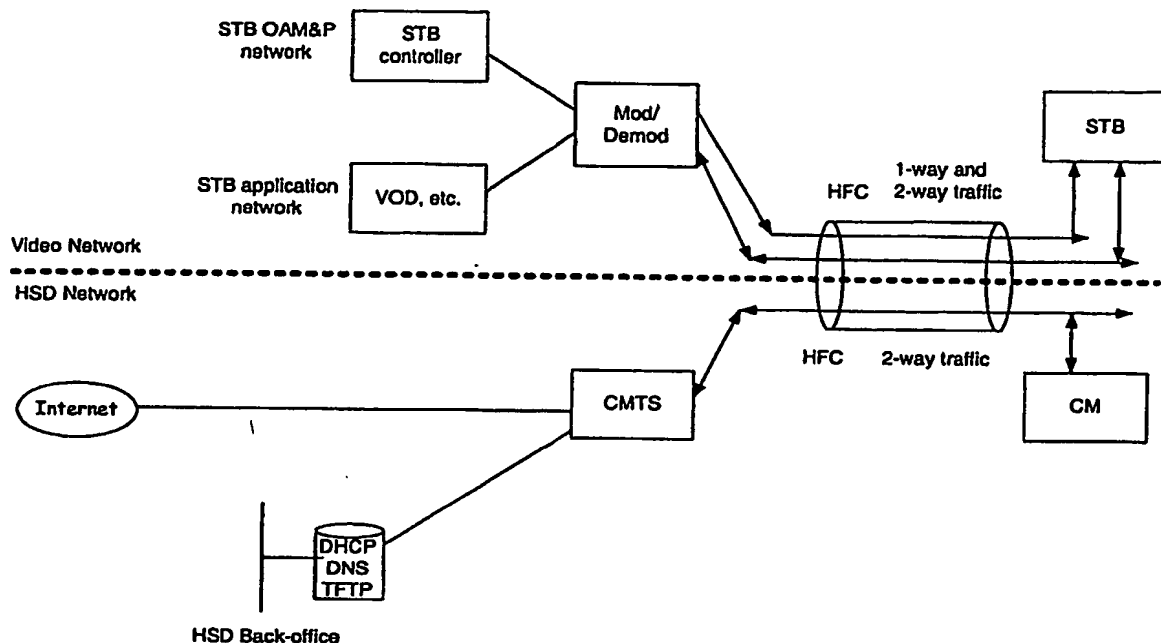 STB OAM&P
network
STB
controller
Mod/
Demod
STB
STB application
network
VOD, etc.
HFC
1-way and
2-way traffic
Video Network
HSD Network
HFC
2-way traffic
Internet
CMTS
CM
DHCP
DNS
TFTP
HSD Back-office